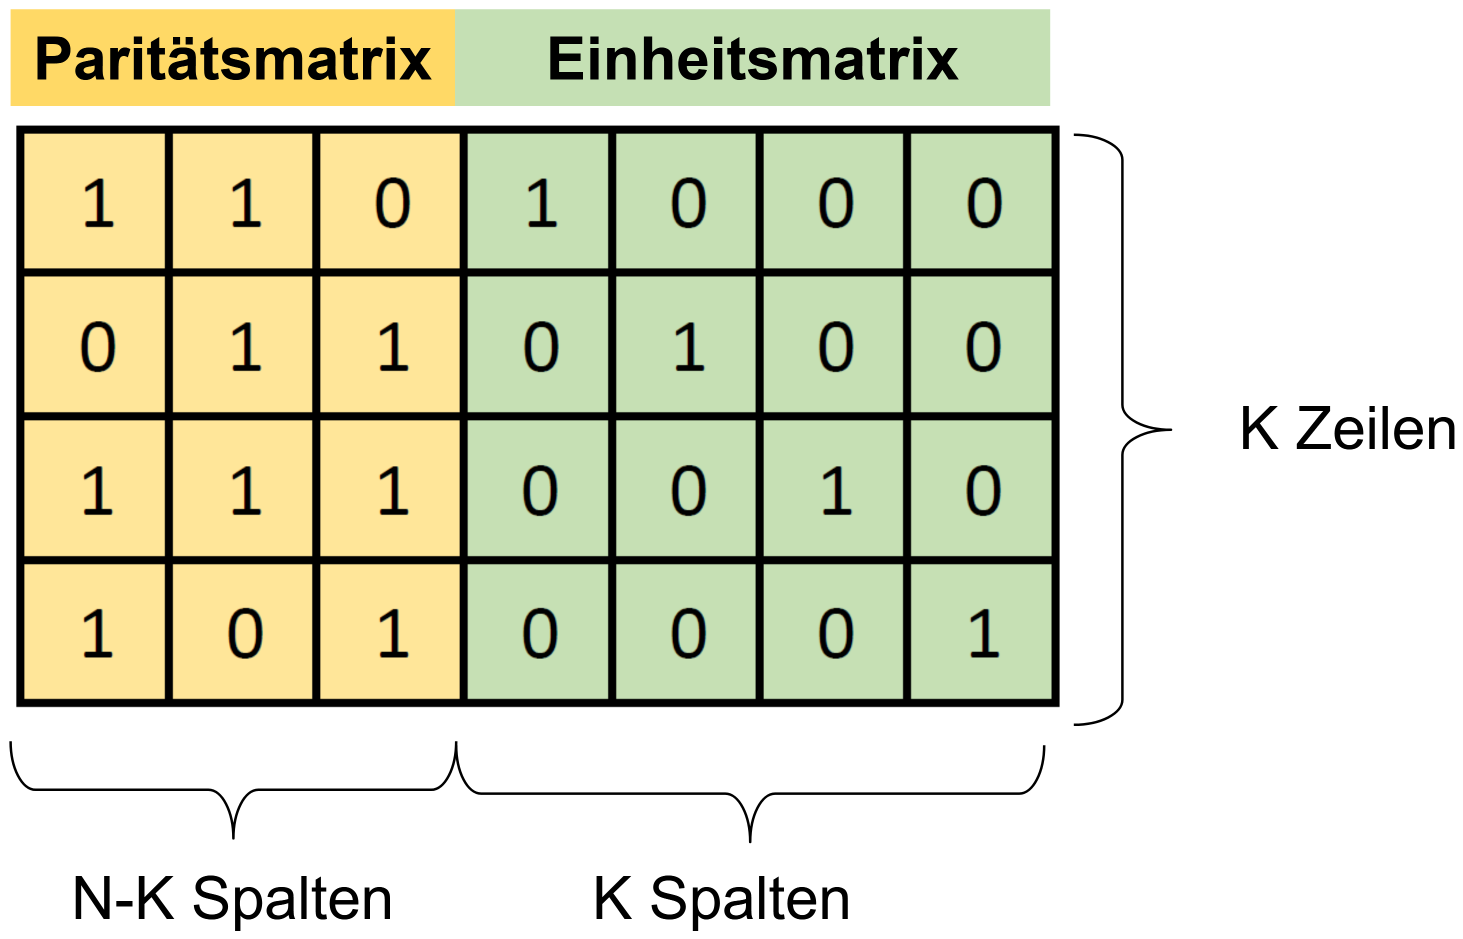 Paritätsmatrix Einheitsmatrix
1 1 0 1 0 0 0
0 1 1 0 1 0 0
K Zeilen
1 1 1 0 0 1 0
1 0 1 0 0 0 1
N-K Spalten K Spalten